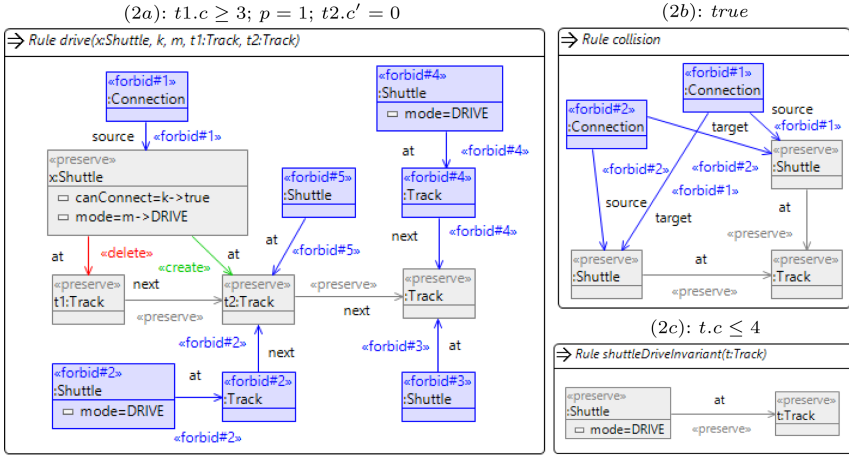 (2a): t1.c ≥ 3; p = 1; t2.c′ = 0
Rule drive(x:Shuttle, k, m, t1:Track, t2:Track)
«forbid#1»
:Connection
source
«forbid#1»
«preserve»
x:Shuttle
canConnect=k->true
mode=m->DRIVE
«forbid#4»
:Shuttle
mode=DRIVE
at
«forbid#4»
«forbid#5»
:Shuttle
«forbid#4»
:Track
at
«delete»
«create»
at
at
«forbid#5»
next
«forbid#4»
«preserve»
t1:Track
next
«preserve»
«preserve»
t2:Track
«preserve»
next
«preserve»
:Track
«forbid#2»
next
«forbid#3»
at
«forbid#2»
:Shuttle
mode=DRIVE
at
«forbid#2»
«forbid#2»
:Track
«forbid#3»
:Shuttle
(2b): true
Rule collision
«forbid#1»
:Connection
«forbid#2»
:Connection
source
«forbid#1»
target
«preserve»
:Shuttle
«forbid#2»
«forbid#2»
«forbid#1»
source
target
at
«preserve»
«preserve»
:Shuttle
at
«preserve»
«preserve»
:Track
(2c): t.c ≤ 4
Rule shuttleDriveInvariant(t:Track)
«preserve»
:Shuttle
mode=DRIVE
at
«preserve»
«preserve»
t:Track